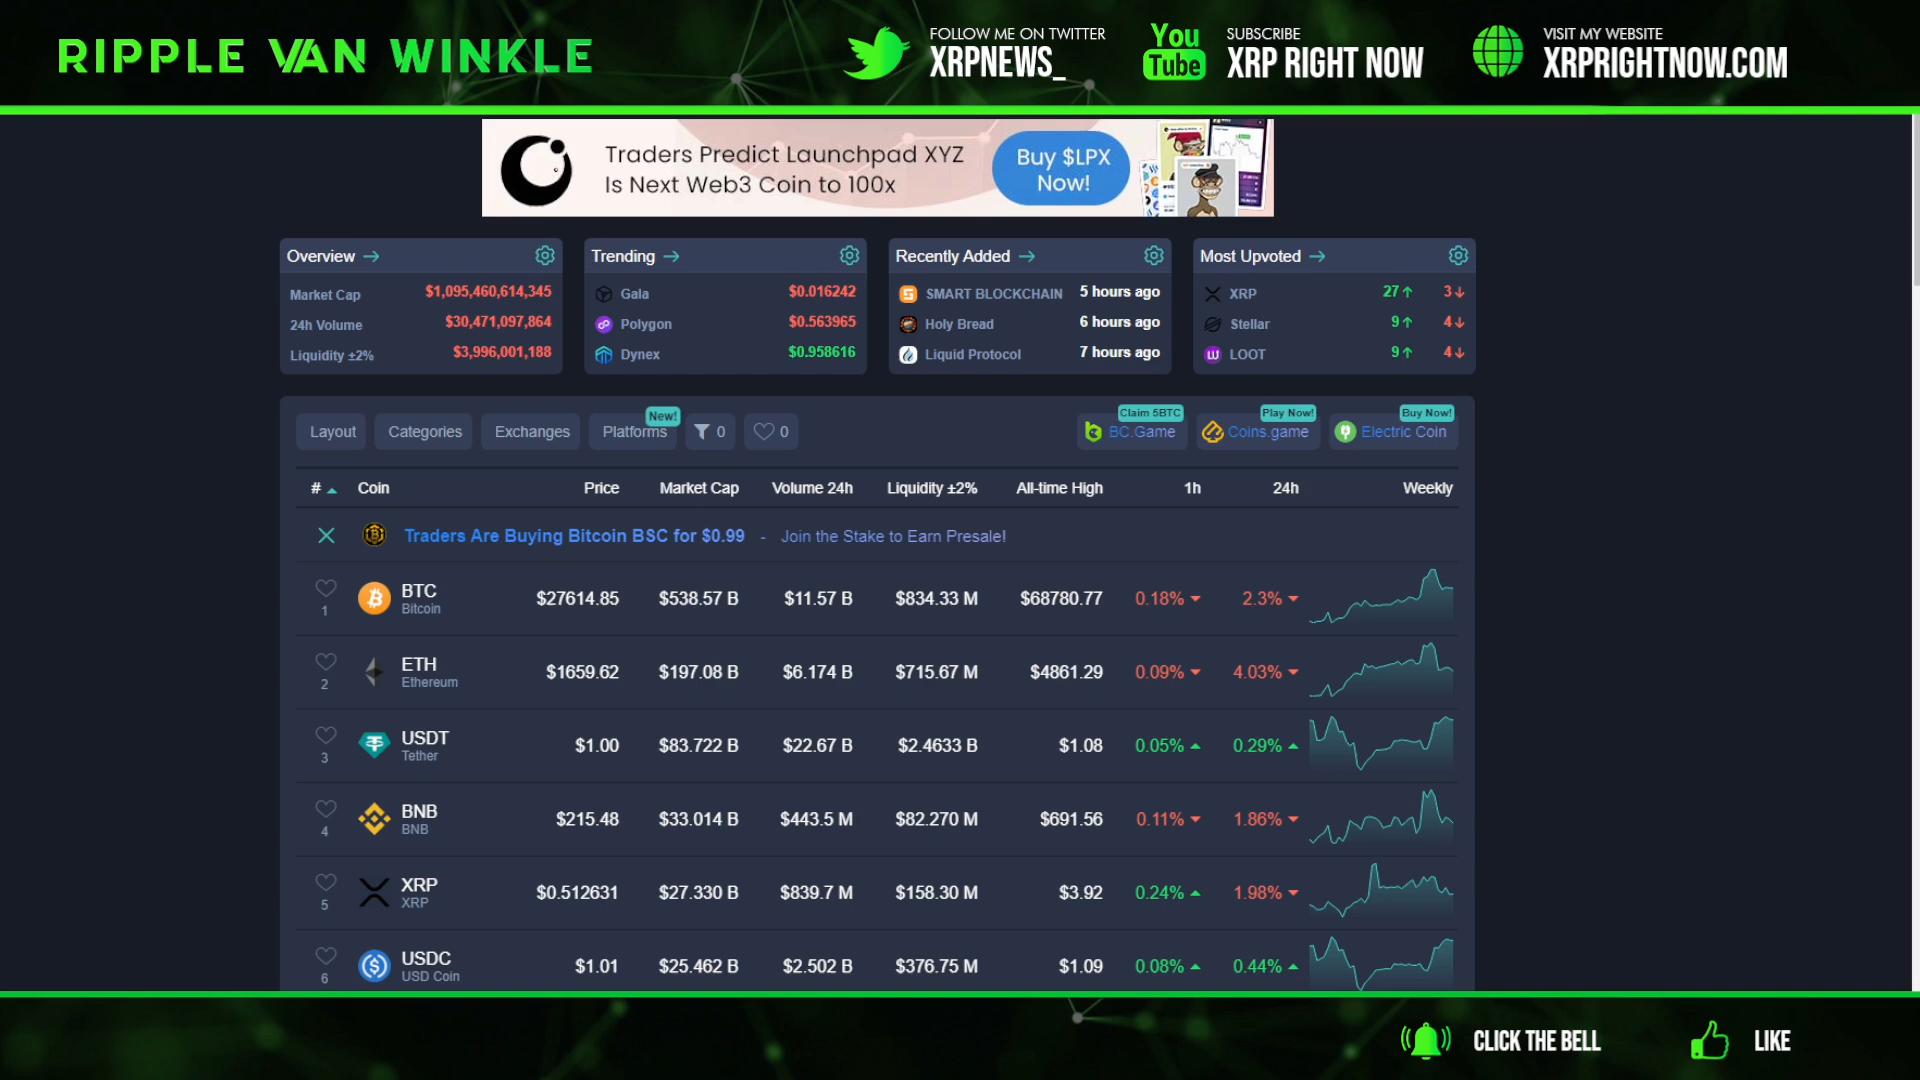 RIPPLE VAN WINKLE
FOLLOW ME ON TWITTER
XRPNEWS_
You
Tube
SUBSCRIBE
XRP RIGHT NOW
VISIT MY WEBSITE
XRPRIGHTNOW.COM
Traders Predict Launchpad XYZ
Is Next Web3 Coin to 100x
Buy $LPX
Now!
Overview →
Market Cap $1,095,460,614,345
24h Volume $30,471,097,864
Liquidity ±2% $3,996,001,188
Trending →
Gala $0.016242
Polygon $0.563965
Dynex $0.958616
Recently Added →
SMART BLOCKCHAIN 5 hours ago
Holy Bread 6 hours ago
Liquid Protocol 7 hours ago
Most Upvoted →
XRP 27↑ 3↓
Stellar 9↑ 4↓
LOOT 9↑ 4↓
Layout Categories Exchanges Platforms New! 0 0
Claim 5BTC
BC.Game
Play Now!
Coins.game
Buy Now!
Electric Coin
# Coin Price Market Cap Volume 24h Liquidity ±2% All-time High 1h 24h Weekly
Traders Are Buying Bitcoin BSC for $0.99 - Join the Stake to Earn Presale!
1 BTC Bitcoin $27614.85 $538.57 B $11.57 B $834.33 M $68780.77 0.18% 2.3%
2 ETH Ethereum $1659.62 $197.08 B $6.174 B $715.67 M $4861.29 0.09% 4.03%
3 USDT Tether $1.00 $83.722 B $22.67 B $2.4633 B $1.08 0.05% 0.29%
4 BNB BNB $215.48 $33.014 B $443.5 M $82.270 M $691.56 0.11% 1.86%
5 XRP XRP $0.512631 $27.330 B $839.7 M $158.30 M $3.92 0.24% 1.98%
6 USDC USD Coin $1.01 $25.462 B $2.502 B $376.75 M $1.09 0.08% 0.44%
CLICK THE BELL
LIKE